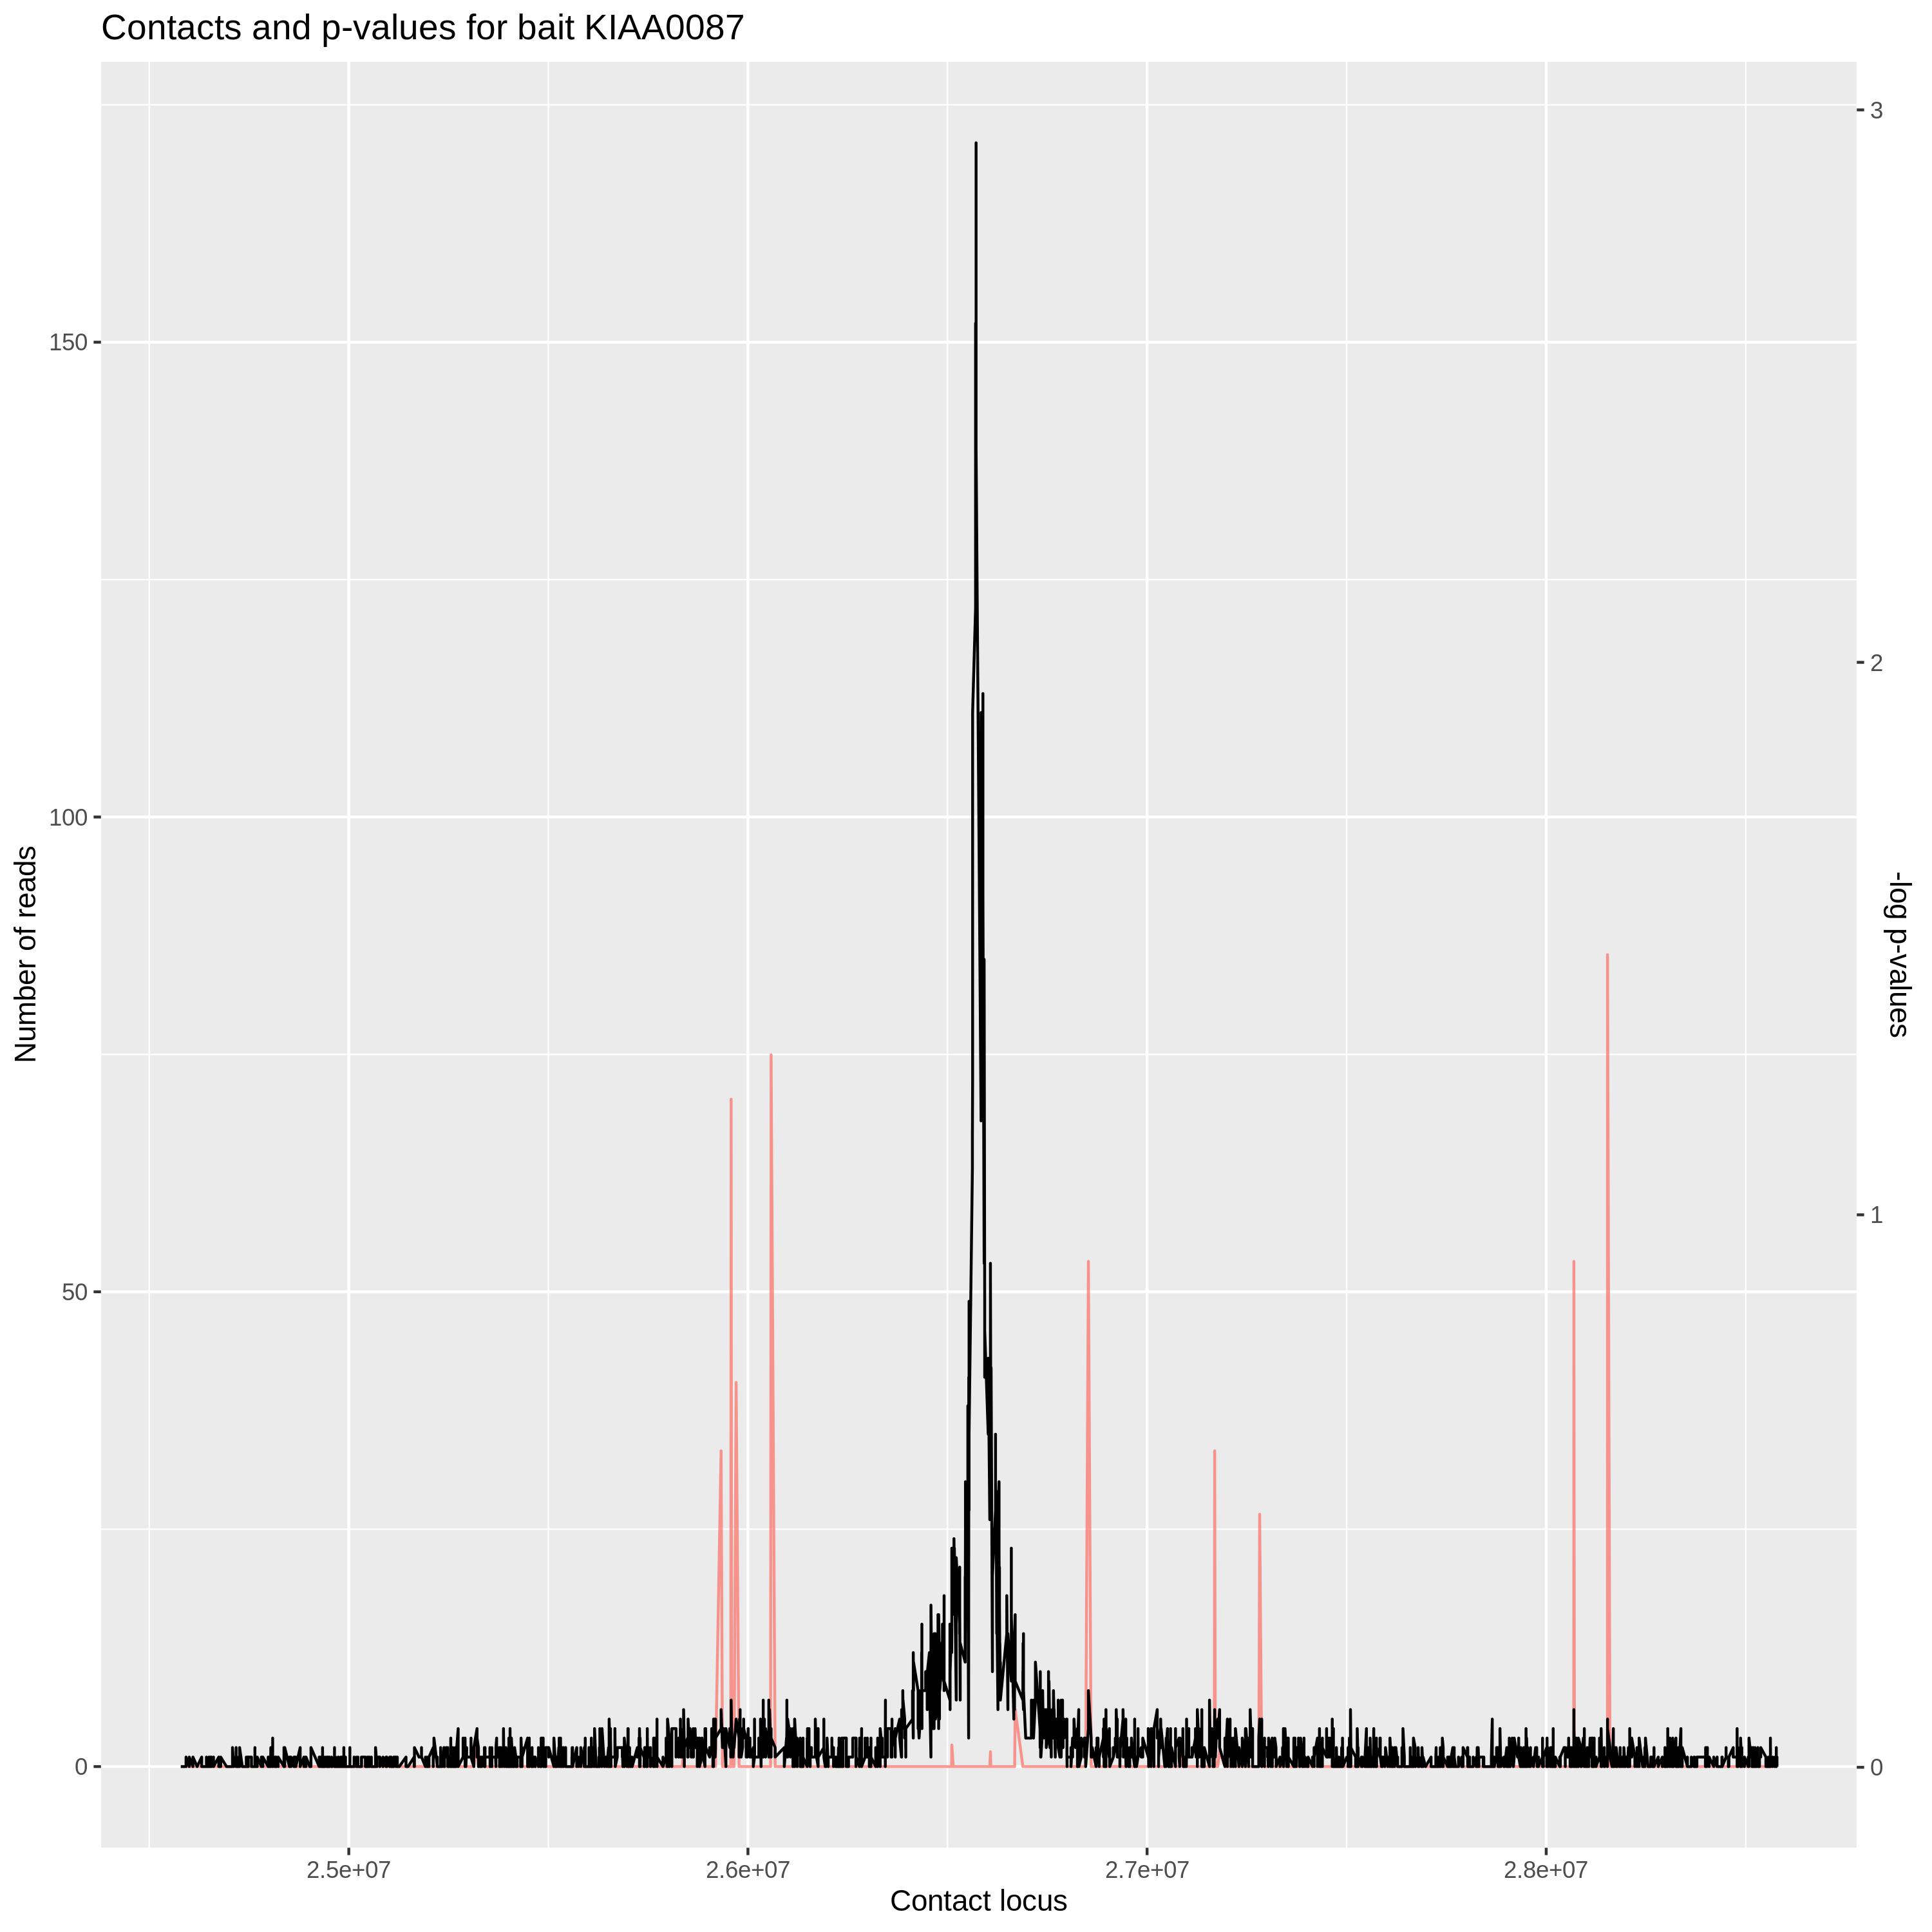 Contacts and p-values for bait KIAA0087
3
150
2
100
Number of reads
-log p-values
1
50
0
0
2.5e+07
2.6e+07
2.7e+07
2.8e+07
Contact locus